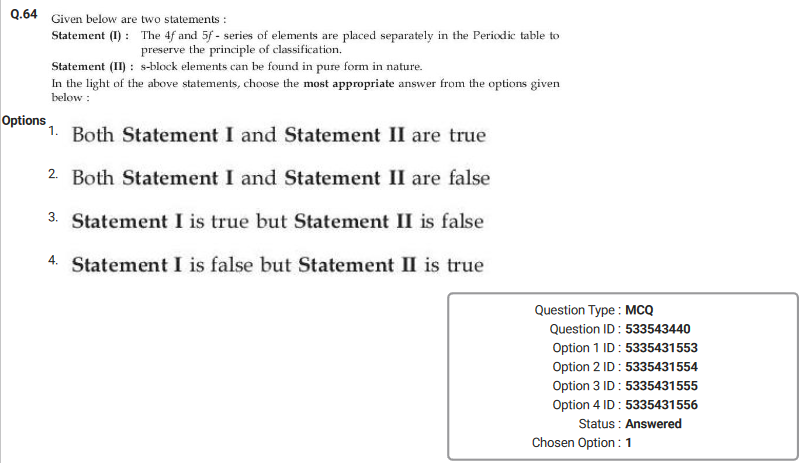 Q.64 Given below are two statements :
Statement (I) : The 4f and 5f - series of elements are placed separately in the Periodic table to
preserve the principle of classification.
Statement (II) : s-block elements can be found in pure form in nature.
In the light of the above statements, choose the most appropriate answer from the options given
below :
Options
1. Both Statement I and Statement II are true
2. Both Statement I and Statement II are false
3. Statement I is true but Statement II is false
4. Statement I is false but Statement II is true
Question Type : MCQ
Question ID : 533543440
Option 1 ID : 5335431553
Option 2 ID : 5335431554
Option 3 ID : 5335431555
Option 4 ID : 5335431556
Status : Answered
Chosen Option : 1